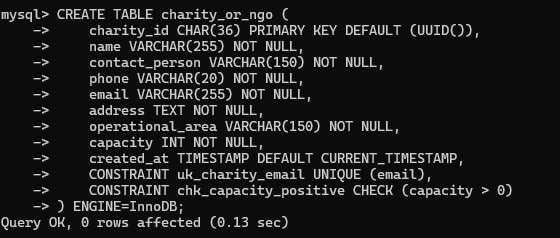 mysql> CREATE TABLE charity_or_ngo (
    ->     charity_id CHAR(36) PRIMARY KEY DEFAULT (UUID()),
    ->     name VARCHAR(255) NOT NULL,
    ->     contact_person VARCHAR(150) NOT NULL,
    ->     phone VARCHAR(20) NOT NULL,
    ->     email VARCHAR(255) NOT NULL,
    ->     address TEXT NOT NULL,
    ->     operational_area VARCHAR(150) NOT NULL,
    ->     capacity INT NOT NULL,
    ->     created_at TIMESTAMP DEFAULT CURRENT_TIMESTAMP,
    ->     CONSTRAINT uk_charity_email UNIQUE (email),
    ->     CONSTRAINT chk_capacity_positive CHECK (capacity > 0)
    -> ) ENGINE=InnoDB;
Query OK, 0 rows affected (0.13 sec)